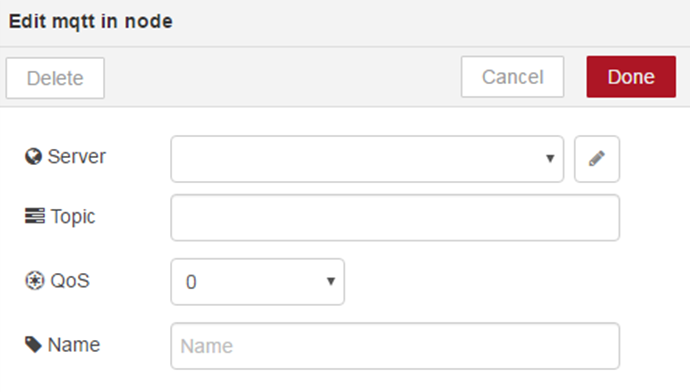 Edit mqtt in node
Delete Cancel Done
Server
Topic
QoS 0
Name Name